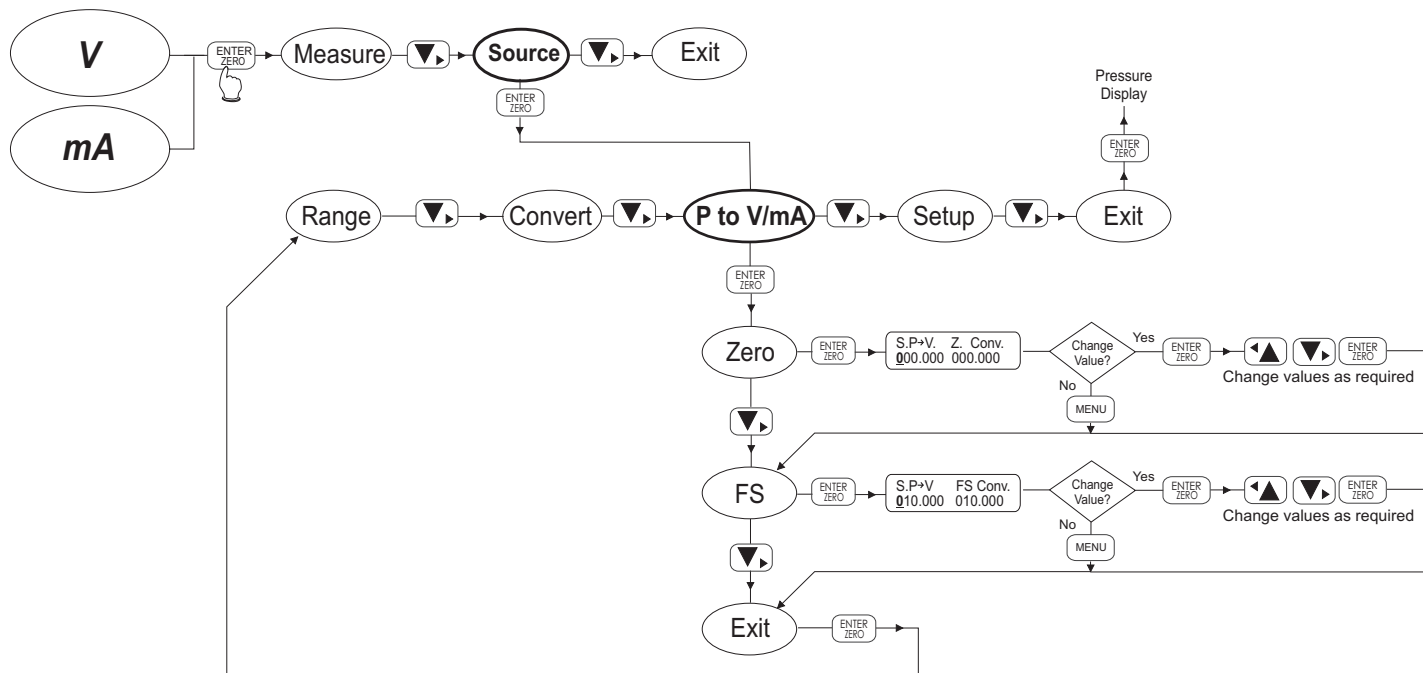 V
ENTER
ZERO
Measure
Source
Exit
mA
ENTER
ZERO
Pressure
Display
ENTER
ZERO
Range
Convert
P to V/mA
Setup
Exit
ENTER
ZERO
Zero
ENTER
ZERO
S.P→V. Z. Conv.
000.000 000.000
Change
Value?
Yes
ENTER
ZERO
ENTER
ZERO
Change values as required
No
MENU
FS
ENTER
ZERO
S.P→V FS Conv.
010.000 010.000
Change
Value?
Yes
ENTER
ZERO
ENTER
ZERO
Change values as required
No
MENU
Exit
ENTER
ZERO